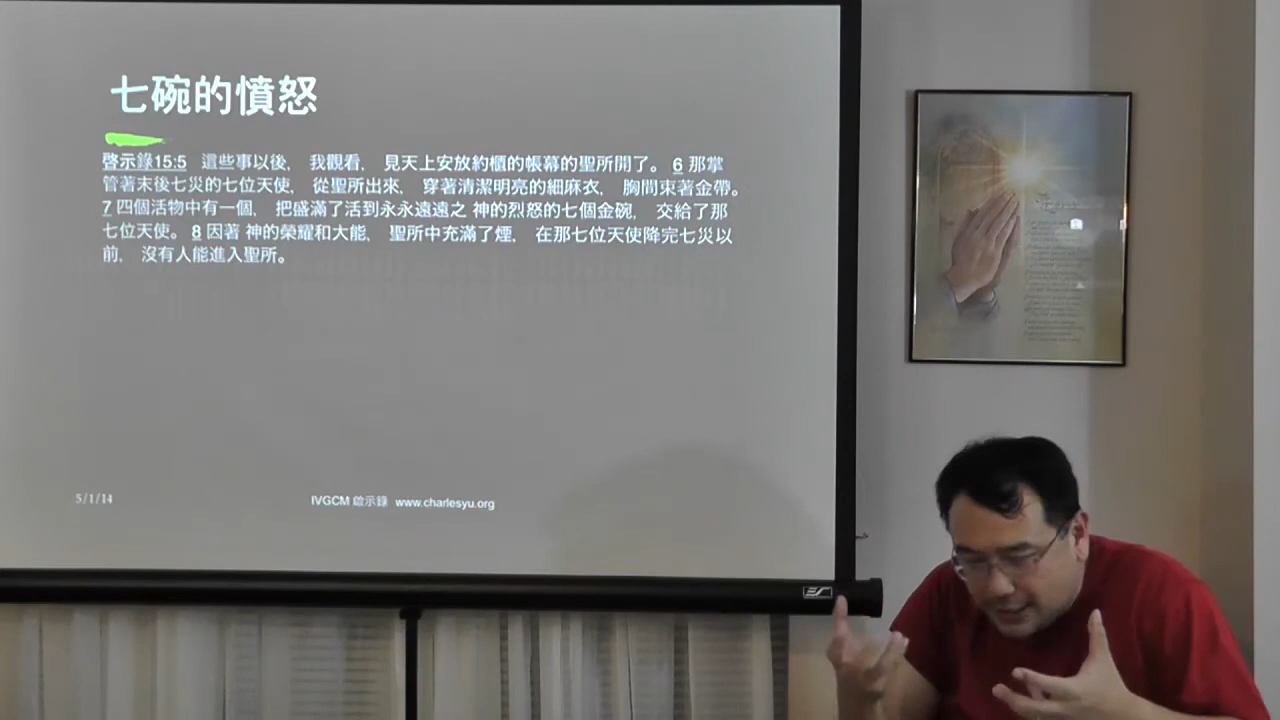 七碗的憤怒
啓示錄15:5 這些事以後， 我觀看， 見天上安放約櫃的帳幕的聖所開了。 6 那掌
管著末後七災的七位天使， 從聖所出來， 穿著清潔明亮的細麻衣， 胸間束著金帶。
7 四個活物中有一個， 把盛滿了活到永永遠遠之 神的烈怒的七個金碗， 交給了那
七位天使。 8 因著 神的榮耀和大能， 聖所中充滿了煙， 在那七位天使降完七災以
前， 沒有人能進入聖所。
5/1/14
IVGCM 啟示錄 www.charlesyu.org